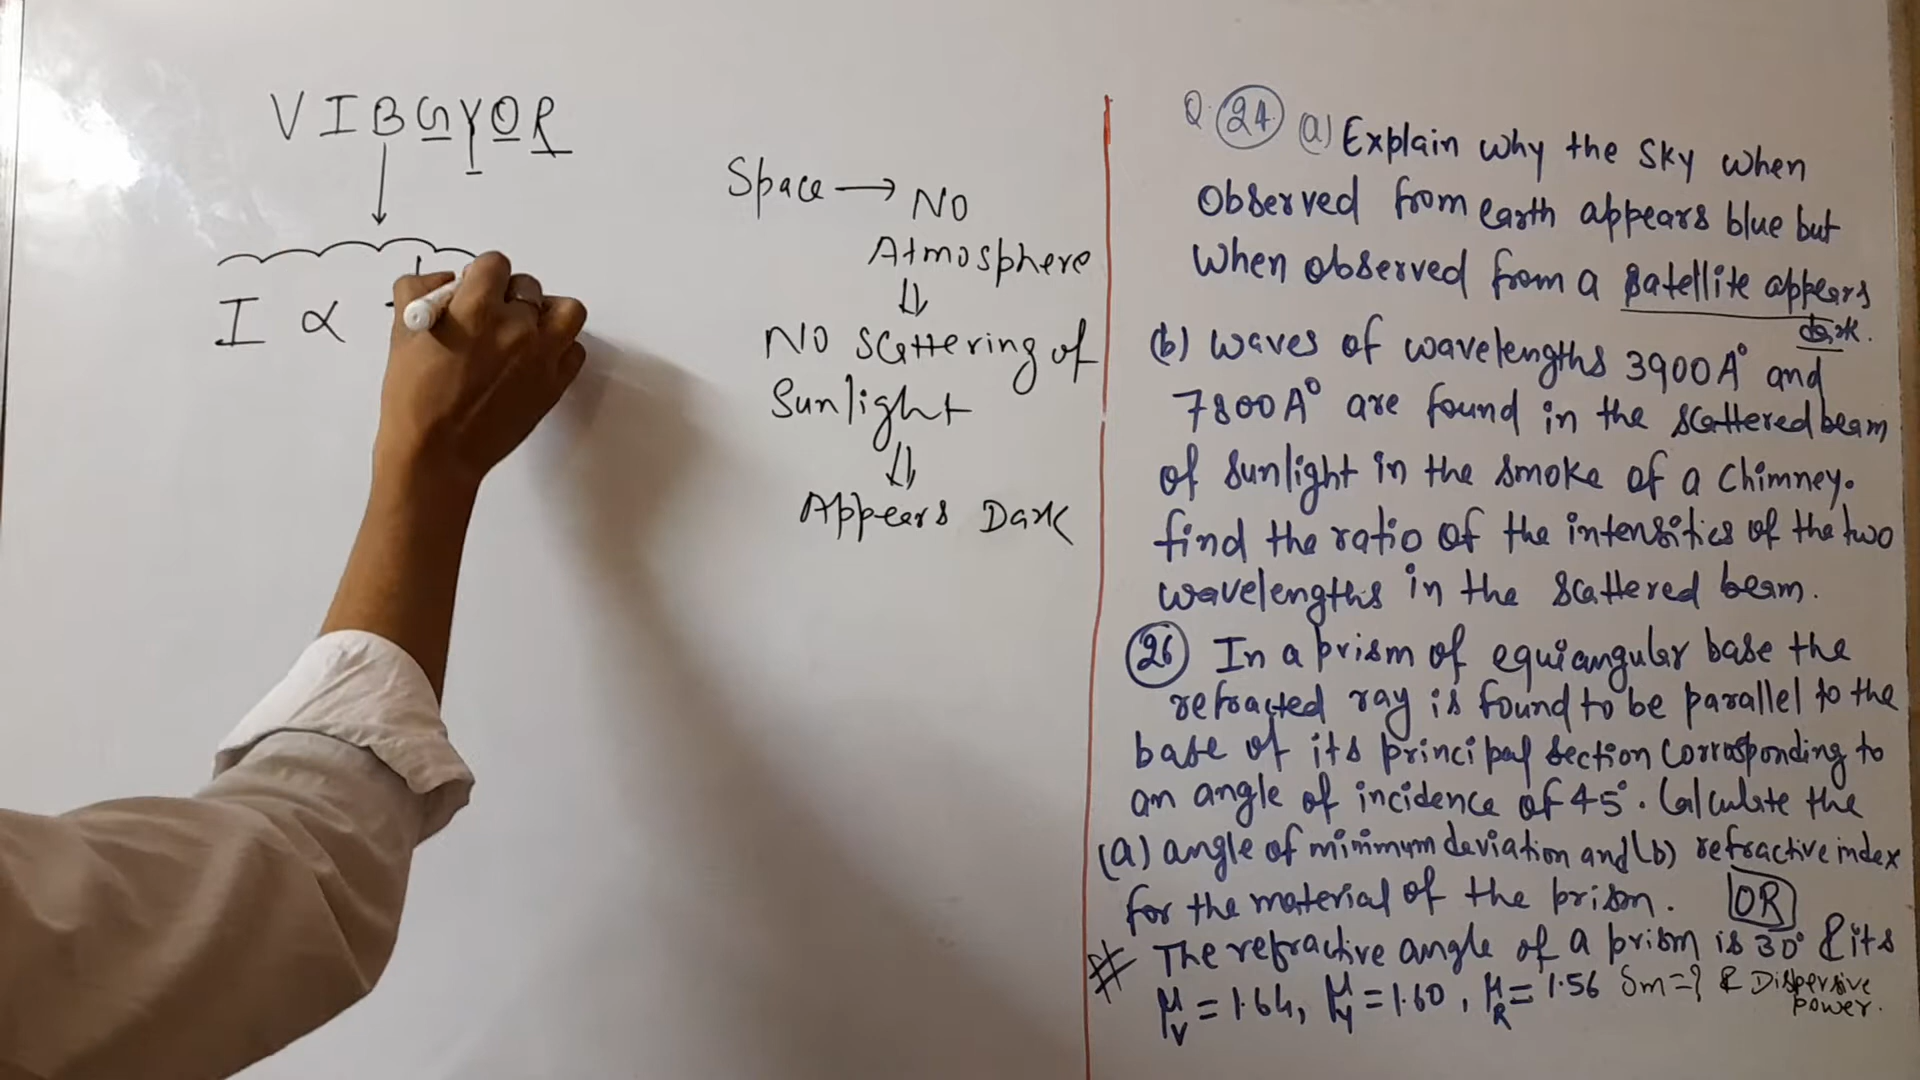 VIBGYOR
I ∝
Space → NO
Atmosphere
⇓
NO scattering of
Sunlight
⇓
Appears Dark
Q. 24 (a) Explain why the sky when
observed from earth appears blue but
when observed from a satellite appears
dark.
(b) waves of wavelengths 3900A° and
7800A° are found in the scattered beam
of sunlight in the smoke of a chimney.
find the ratio of the intensities of the two
wavelengths in the scattered beam.
26 In a prism of equiangular base the
refracted ray is found to be parallel to the
base of its principal section corrosponding to
an angle of incidence of 45°. Calculate the
(a) angle of minimum deviation and (b) refractive index
for the material of the prism. OR
# The refractive angle of a prism is 30° & its
μV = 1.64, μY = 1.60, μR = 1.56 δm = ? & Dispersive
power.